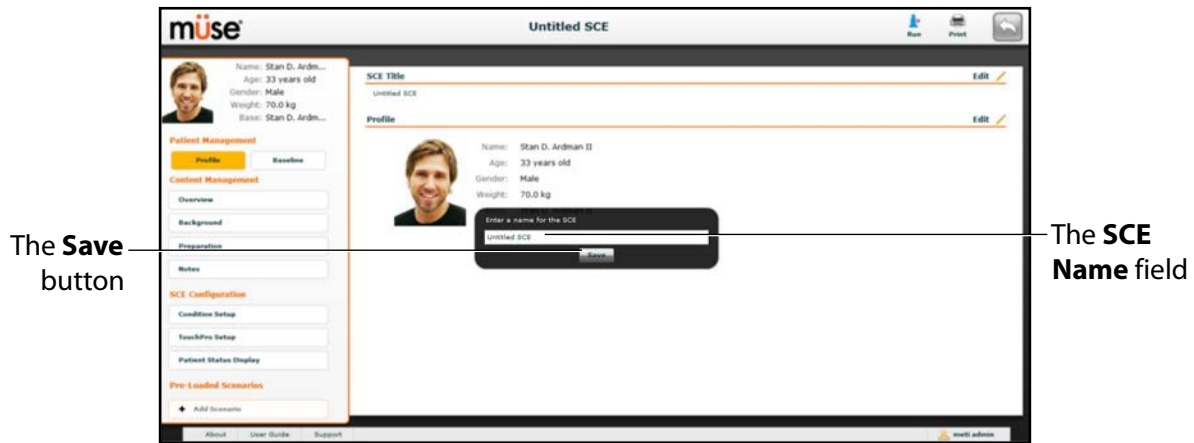 müse
Untitled SCE
Run
Print
Name: Stan D. Ardm...
Age: 33 years old
Gender: Male
Weight: 70.0 kg
Base: Stan D. Ardm...
Patient Management
Profile
Baseline
Content Management
Overview
Background
Preparation
Notes
SCE Configuration
Condition Setup
TouchPro Setup
Patient Status Display
Pre-Loaded Scenarios
+ Add Scenario
SCE Title
Edit
Untitled SCE
Profile
Edit
Name: Stan D. Ardman II
Age: 33 years old
Gender: Male
Weight: 70.0 kg
Enter a name for the SCE
Untitled SCE
Save
The Save
button
The SCE
Name field
About
User Guide
Support
meti admin